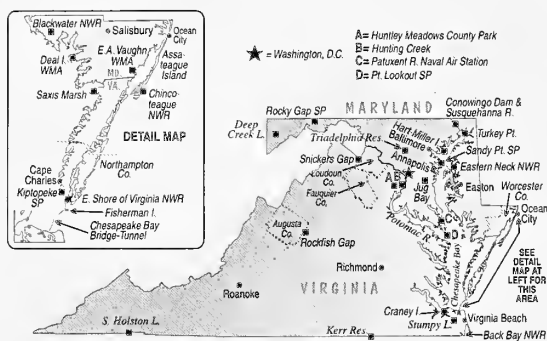 Blackwater NWR
Salisbury
Ocean
City
E.A. Vaughn
WMA
Assa-
teague
Island
Deal I.
WMA
MD.
VA.
Saxis Marsh
Chinco-
teague
NWR
DETAIL MAP
Northampton
Co.
Cape
Charles
Kiptopeke
SP
E. Shore of Virginia NWR
Fisherman I.
Chesapeake Bay
Bridge-Tunnel
★ = Washington, D.C.
A= Huntley Meadows County Park
B= Hunting Creek
C= Patuxent R. Naval Air Station
D= Pt. Lookout SP
Rocky Gap SP
MARYLAND
Conowingo Dam &
Susquehanna R.
Deep
Creek L.
Triadelphia Res.
Hart-Miller
Baltimore
Turkey Pt.
Snickers Gap
Annapolis
Sandy Pt. SP
Eastern Neck NWR
Loudoun
Co.
A B
Jug
Bay
Easton
Worcester
Co.
Fauquier
Co.
Ocean
City
Potomac R.
Augusta
Co.
C
D
Rockfish Gap
Chesapeake Bay
SEE
DETAIL
MAP AT
LEFT FOR
THIS
AREA
Richmond
Roanoke
VIRGINIA
Craney I.
Stumpy L.
Virginia Beach
S. Holston L.
Kerr Res.
Back Bay NWR